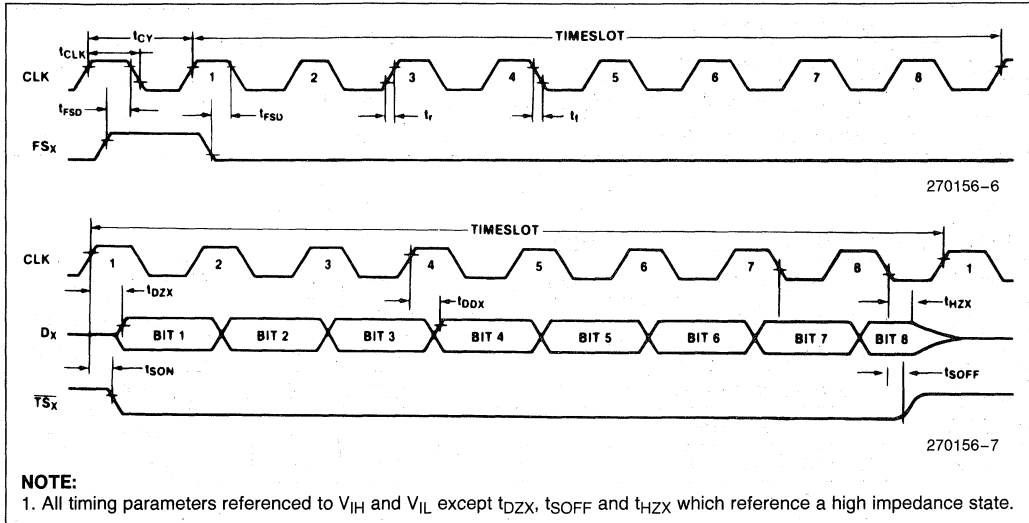 tCY
TIMESLOT
tCLK
CLK
1 2 3 4 5 6 7 8
tFSD
tFSD
tr
tf
FSX
270156-6
TIMESLOT
CLK
1 2 3 4 5 6 7 8 1
tDZX
tDDX
tHZX
DX
BIT 1 BIT 2 BIT 3 BIT 4 BIT 5 BIT 6 BIT 7 BIT 8
tSON
tSOFF
TSX
270156-7
NOTE:
1. All timing parameters referenced to VIH and VIL except tDZX, tSOFF and tHZX which reference a high impedance state.